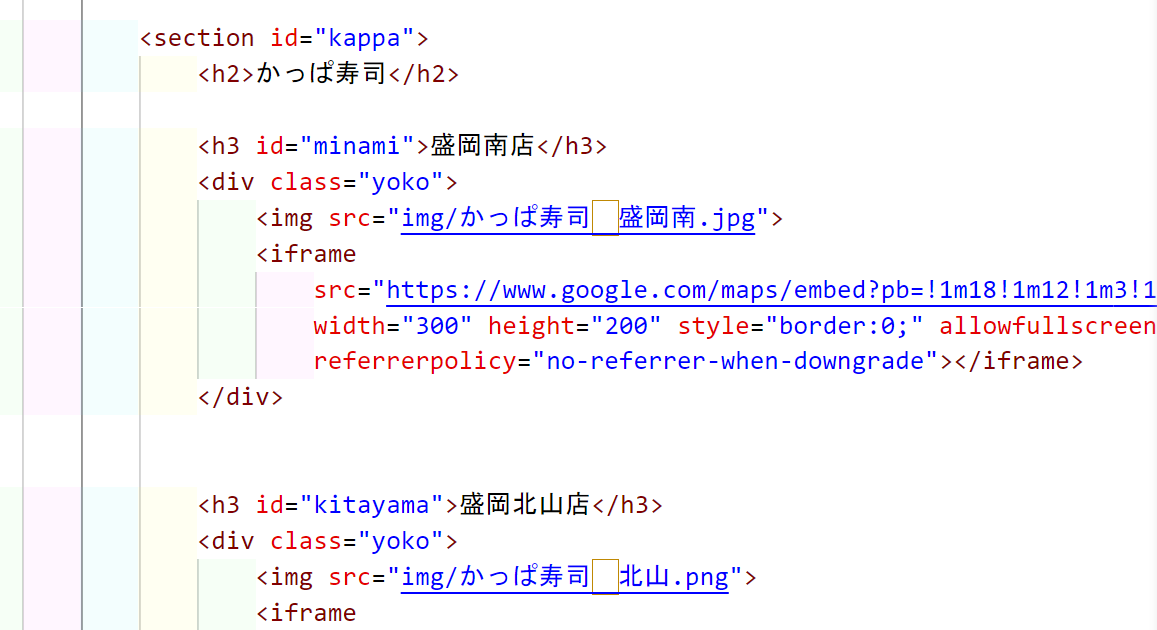 <section id="kappa">
<h2>かっぱ寿司</h2>
<h3 id="minami">盛岡南店</h3>
<div class="yoko">
<img src="img/かっぱ寿司　盛岡南.jpg">
<iframe
src="https://www.google.com/maps/embed?pb=!1m18!1m12!1m3!1
width="300" height="200" style="border:0;" allowfullscreen
referrerpolicy="no-referrer-when-downgrade"></iframe>
</div>
<h3 id="kitayama">盛岡北山店</h3>
<div class="yoko">
<img src="img/かっぱ寿司　北山.png">
<iframe